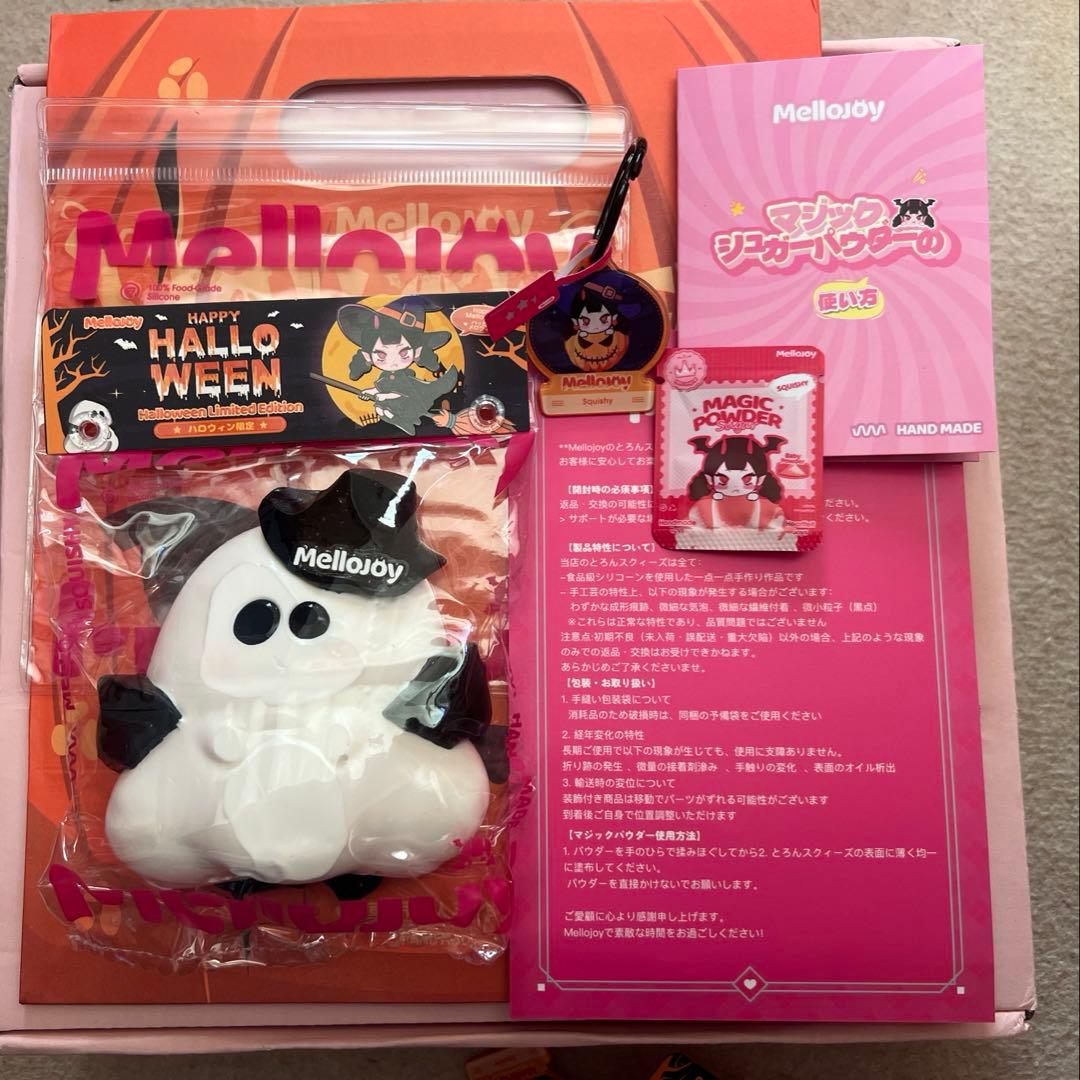 Mellojoy
Mellojoy
100% Food-Grade
Silicone
Mellojoy
HAPPY
HALLO
WEEN
Halloween Limited Edition
★ ハロウィン限定 ★
Mellojoy
Mellojoy
Squishy
Mellojoy
マジック
シュガーパウダーの
使い方
HAND MADE
Mellojoy
SQUISHY
MAGIC
POWDER
Baby
**Mellojoyのとろんス
お客様に安心してお楽
【開封時の必須事項】
返品・交換の可能性に
ださい。
> サポートが必要な場
ください。
【製品特性について】
当店のとろんスクィーズは全て:
–食品級シリコーンを使用した一点一点手作り作品です
– 手工芸の特性上、以下の現象が発生する場合がございます:
わずかな成形痕跡、微細な気泡、微細な繊維付着、微小粒子（黒点）
※これらは正常な特性であり、品質問題ではございません
注意点:初期不良（未入荷・誤配送・重大欠陥）以外の場合、上記のような現象
のみでの返品・交換はお受けできかねます。
あらかじめご了承くださいませ。
【包装・お取り扱い】
1. 手縫い包装袋について
消耗品のため破損時は、同梱の予備袋をご使用ください
2. 経年変化の特性
長期ご使用で以下の現象が生じても、使用に支障ありません。
折り跡の発生 、微量の接着剤滲み 、手触りの変化 、表面のオイル析出
3. 輸送時の変位について
装飾付き商品は移動でパーツがずれる可能性がございます
到着後ご自身で位置調整いただけます
【マジックパウダー使用方法】
1. パウダーを手のひらで揉みほぐしてから2. とろんスクィーズの表面に薄く均一
に塗布してください。
パウダーを直接かけないでお願いします。
ご愛顧に心より感謝申し上げます。
Mellojoyで素敵な時間をお過ごしください!